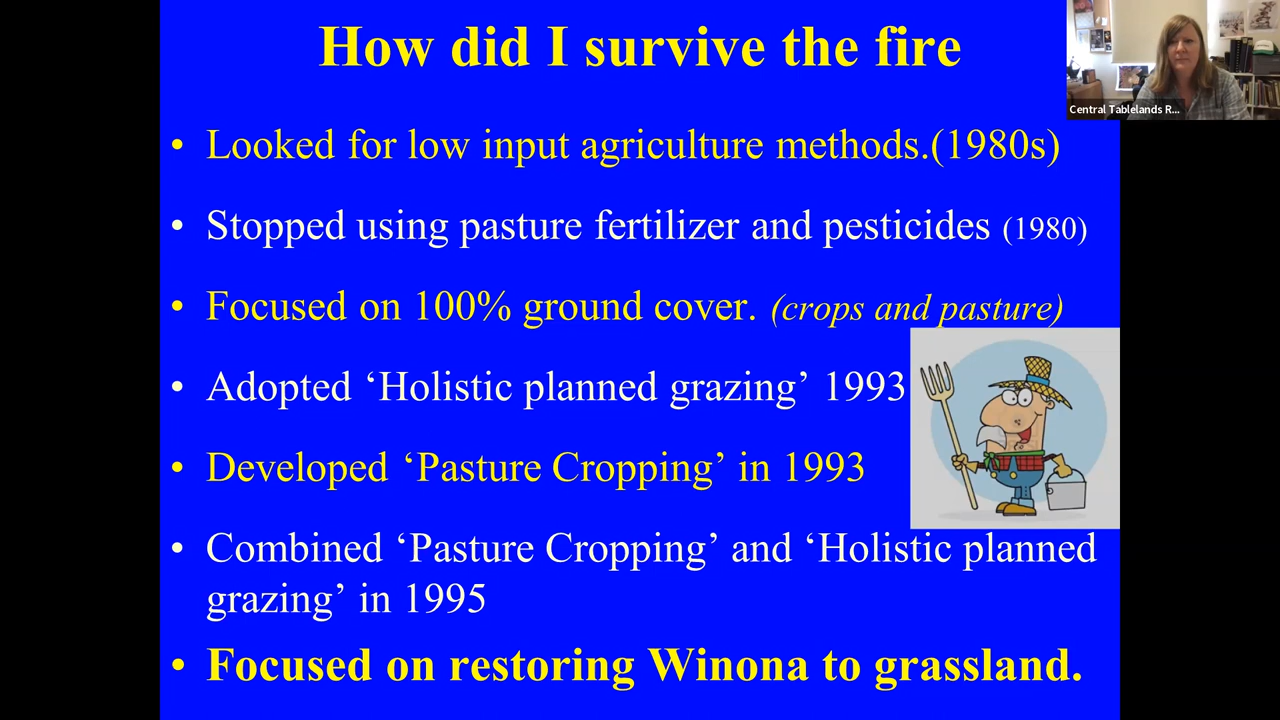 How did I survive the fire
Central Tablelands R...
• Looked for low input agriculture methods.(1980s)
• Stopped using pasture fertilizer and pesticides (1980)
• Focused on 100% ground cover. (crops and pasture)
• Adopted ‘Holistic planned grazing’ 1993
• Developed ‘Pasture Cropping’ in 1993
• Combined ‘Pasture Cropping’ and ‘Holistic planned
grazing’ in 1995
• Focused on restoring Winona to grassland.